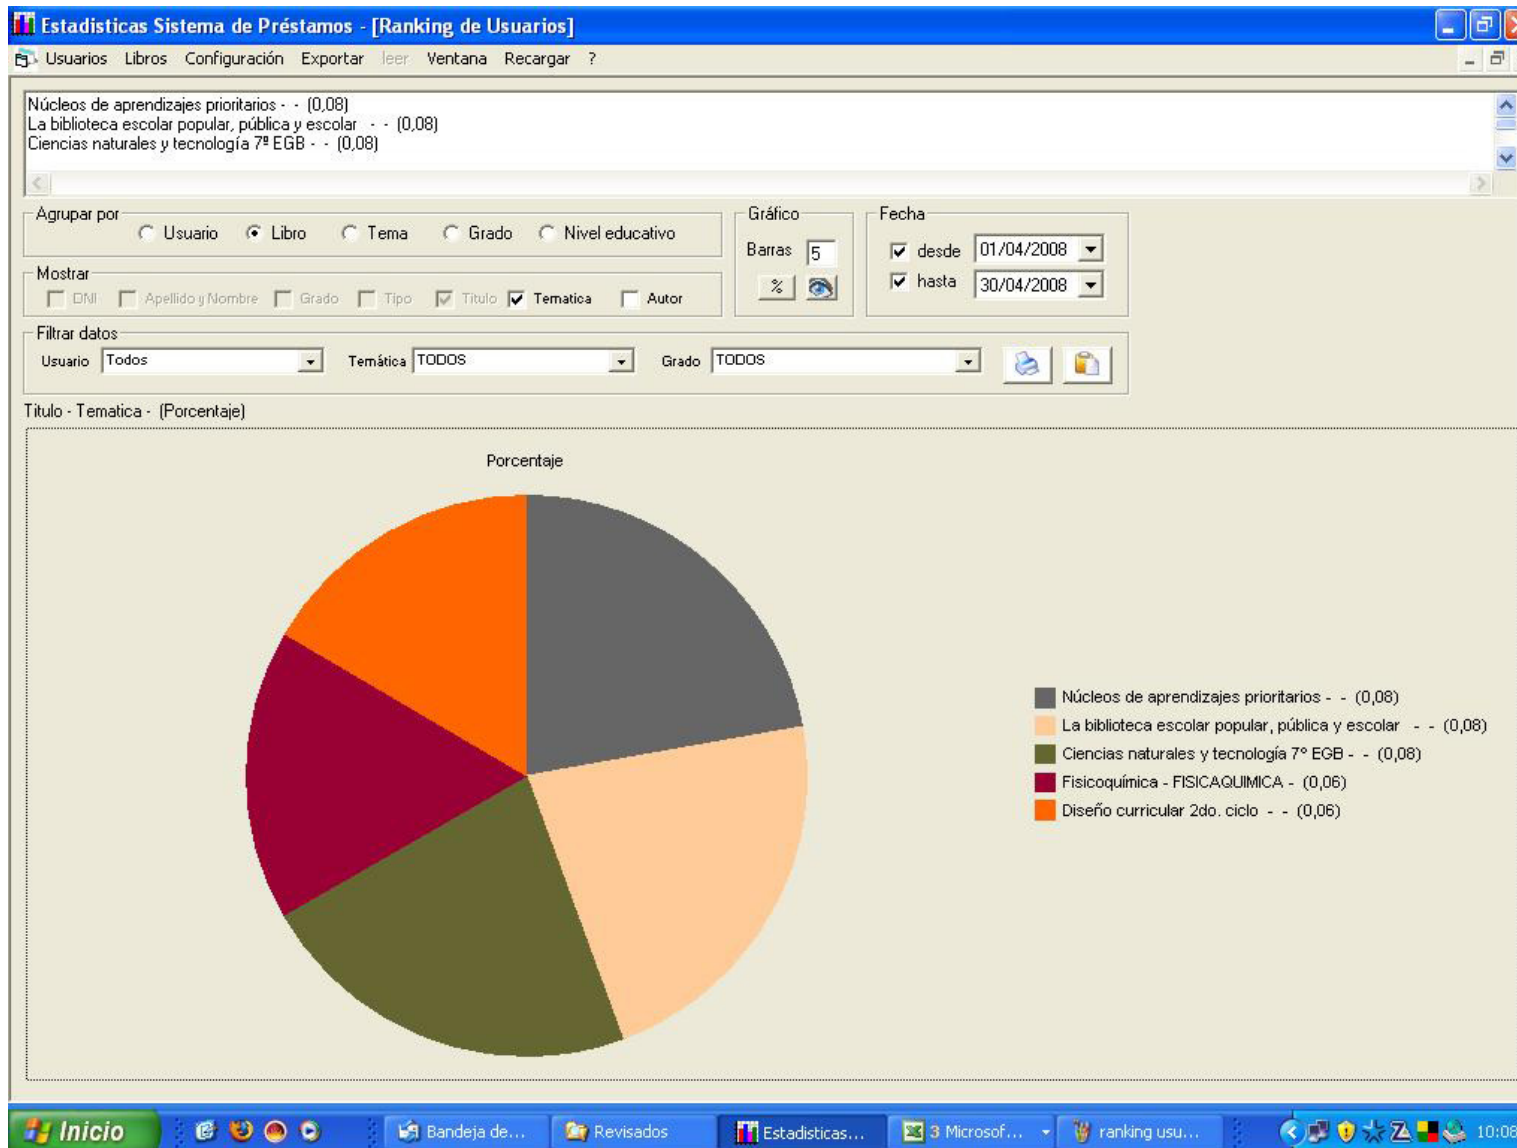 Estadisticas Sistema de Préstamos - [Ranking de Usuarios]
Usuarios Libros Configuración Exportar leer Ventana Recargar ?
Núcleos de aprendizajes prioritarios - - (0,08)
La biblioteca escolar popular, pública y escolar - - (0,08)
Ciencias naturales y tecnología 7º EGB - - (0,08)
Agrupar por
Usuario Libro Tema Grado Nivel educativo
Gráfico
Barras 5
%
Fecha
desde 01/04/2008
hasta 30/04/2008
Mostrar
DNI Apellido y Nombre Grado Tipo Titulo Tematica Autor
Filtrar datos
Usuario Todos Temática TODOS Grado TODOS
Titulo - Tematica - (Porcentaje)
Porcentaje
Núcleos de aprendizajes prioritarios - - (0,08)
La biblioteca escolar popular, pública y escolar - - (0,08)
Ciencias naturales y tecnología 7º EGB - - (0,08)
Fisicoquímica - FISICAQUIMICA - (0,06)
Diseño curricular 2do. ciclo - - (0,06)
Inicio Bandeja de... Revisados Estadisticas... 3 Microsof... ranking usu... 10:08